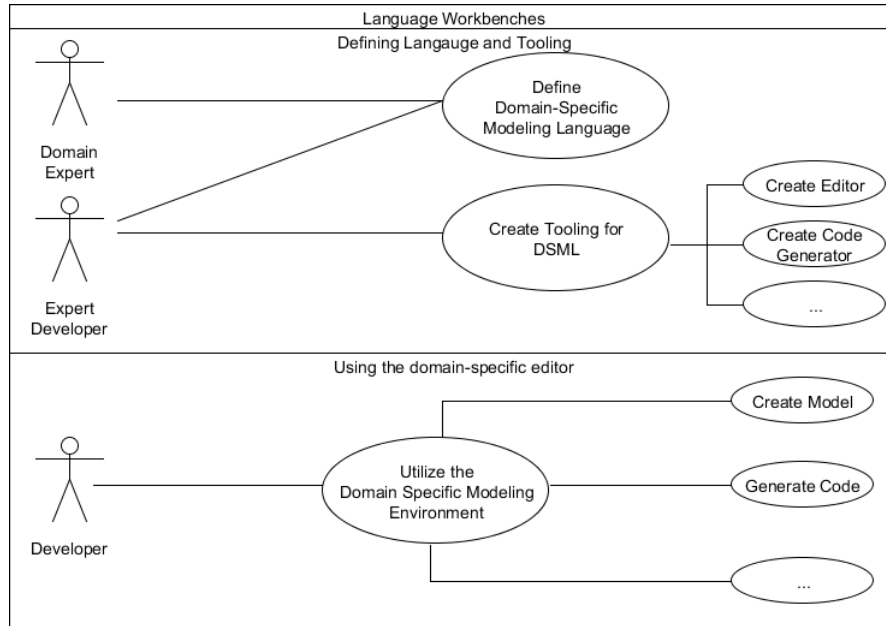 Language Workbenches
Defining Langauge and Tooling
Domain
Expert
Define
Domain-Specific
Modeling Language
Expert
Developer
Create Tooling for
DSML
Create Editor
Create Code
Generator
...
Using the domain-specific editor
Developer
Utilize the
Domain Specific Modeling
Environment
Create Model
Generate Code
...